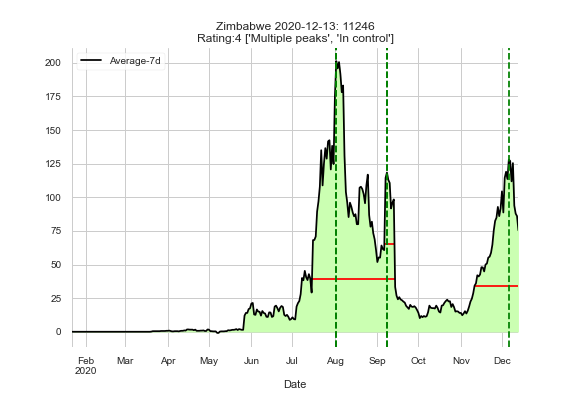 Zimbabwe 2020-12-13: 11246
Rating:4 ['Multiple peaks', 'In control']
Average-7d
200
175
150
125
100
75
50
25
0
Feb Mar Apr May Jun Jul Aug Sep Oct Nov Dec
2020
Date